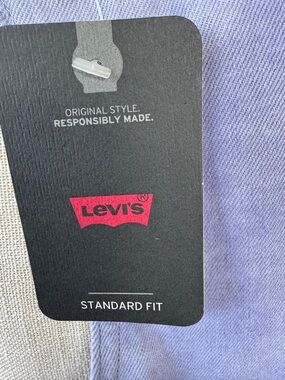 ORIGINAL STYLE.
RESPONSIBLY MADE.
LEVI'S®
STANDARD FIT